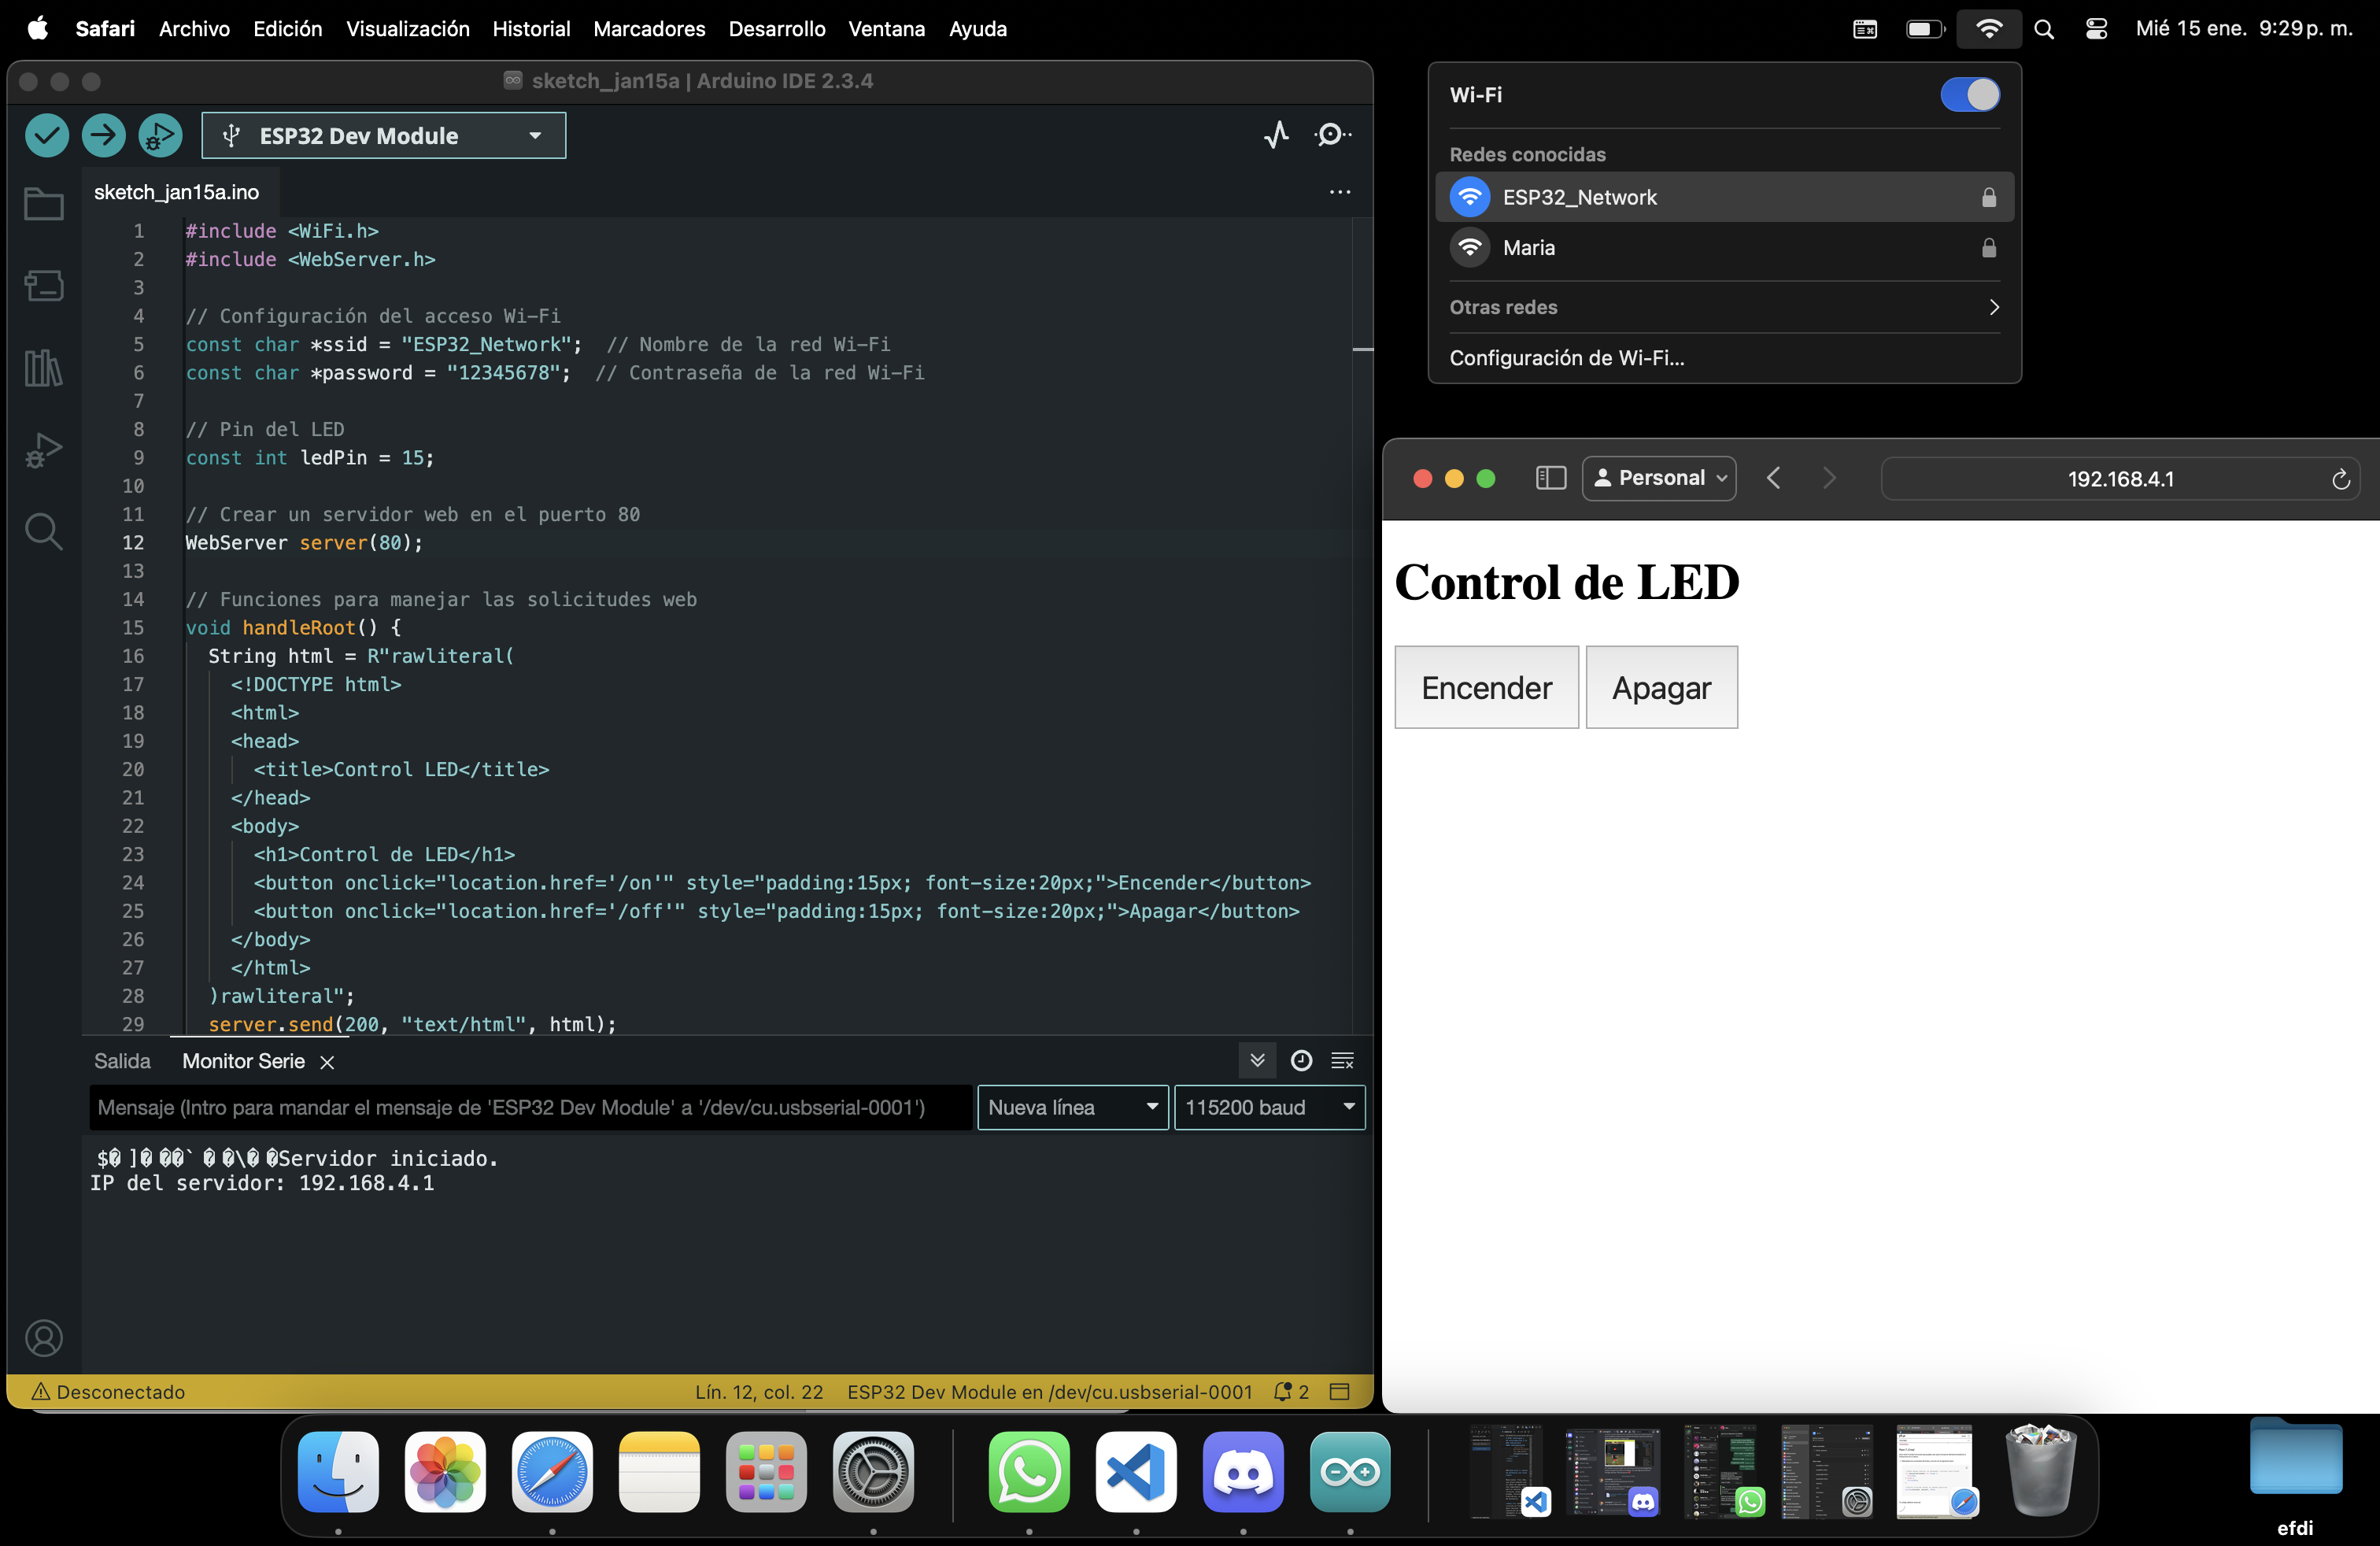 Safari Archivo Edición Visualización Historial Marcadores Desarrollo Ventana Ayuda Mié 15 ene. 9:29 p. m.
sketch_jan15a | Arduino IDE 2.3.4
ESP32 Dev Module
sketch_jan15a.ino
1 #include <WiFi.h>
2 #include <WebServer.h>
3
4 // Configuración del acceso Wi-Fi
5 const char *ssid = "ESP32_Network";  // Nombre de la red Wi-Fi
6 const char *password = "12345678";  // Contraseña de la red Wi-Fi
7
8 // Pin del LED
9 const int ledPin = 15;
10
11 // Crear un servidor web en el puerto 80
12 WebServer server(80);
13
14 // Funciones para manejar las solicitudes web
15 void handleRoot() {
16   String html = R"rawliteral(
17     <!DOCTYPE html>
18     <html>
19     <head>
20       <title>Control LED</title>
21     </head>
22     <body>
23       <h1>Control de LED</h1>
24       <button onclick="location.href='/on'" style="padding:15px; font-size:20px;">Encender</button>
25       <button onclick="location.href='/off'" style="padding:15px; font-size:20px;">Apagar</button>
26     </body>
27     </html>
28   )rawliteral";
29   server.send(200, "text/html", html);
Salida Monitor Serie
Mensaje (Intro para mandar el mensaje de 'ESP32 Dev Module' a '/dev/cu.usbserial-0001') Nueva línea 115200 baud
$� ]� ��` � �\� �Servidor iniciado.
IP del servidor: 192.168.4.1
Desconectado Lín. 12, col. 22 ESP32 Dev Module en /dev/cu.usbserial-0001 2
Wi-Fi
Redes conocidas
ESP32_Network
Maria
Otras redes
Configuración de Wi-Fi...
Personal 192.168.4.1
Control de LED
Encender Apagar
efdi